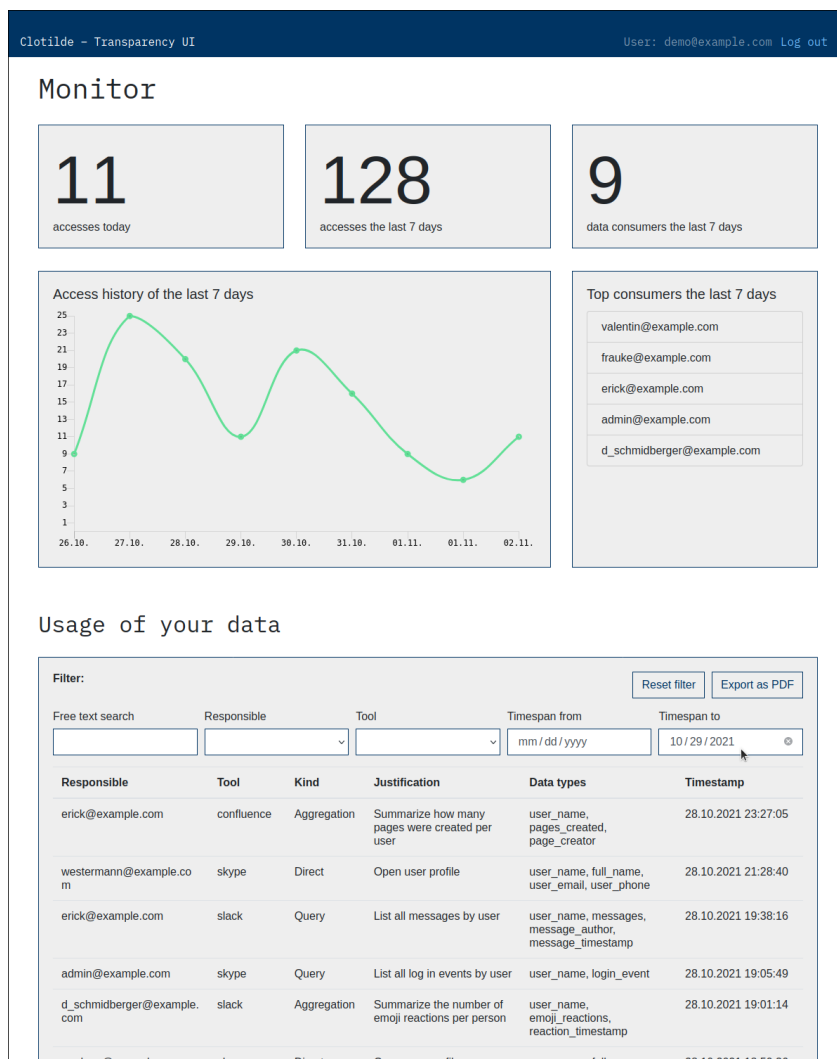 Clotilde – Transparency UI
User: demo@example.com Log out
Monitor
11
accesses today
128
accesses the last 7 days
9
data consumers the last 7 days
Access history of the last 7 days
25
23
21
19
17
15
13
11
9
7
5
3
1
26.10. 27.10. 28.10. 29.10. 30.10. 31.10. 01.11. 01.11. 02.11.
Top consumers the last 7 days
valentin@example.com
frauke@example.com
erick@example.com
admin@example.com
d_schmidberger@example.com
Usage of your data
Filter:
Reset filter Export as PDF
Free text search Responsible Tool Timespan from Timespan to
mm/dd/yyyy 10/29/2021
Responsible Tool Kind Justification Data types Timestamp
erick@example.com confluence Aggregation Summarize how many user_name, 28.10.2021 23:27:05
pages were created per pages_created,
user page_creator
westermann@example.co skype Direct Open user profile user_name, full_name, 28.10.2021 21:28:40
m user_email, user_phone
erick@example.com slack Query List all messages by user user_name, messages, 28.10.2021 19:38:16
message_author,
message_timestamp
admin@example.com skype Query List all log in events by user user_name, login_event 28.10.2021 19:05:49
d_schmidberger@example. slack Aggregation Summarize the number of user_name, 28.10.2021 19:01:14
com emoji reactions per person emoji_reactions,
reaction_timestamp